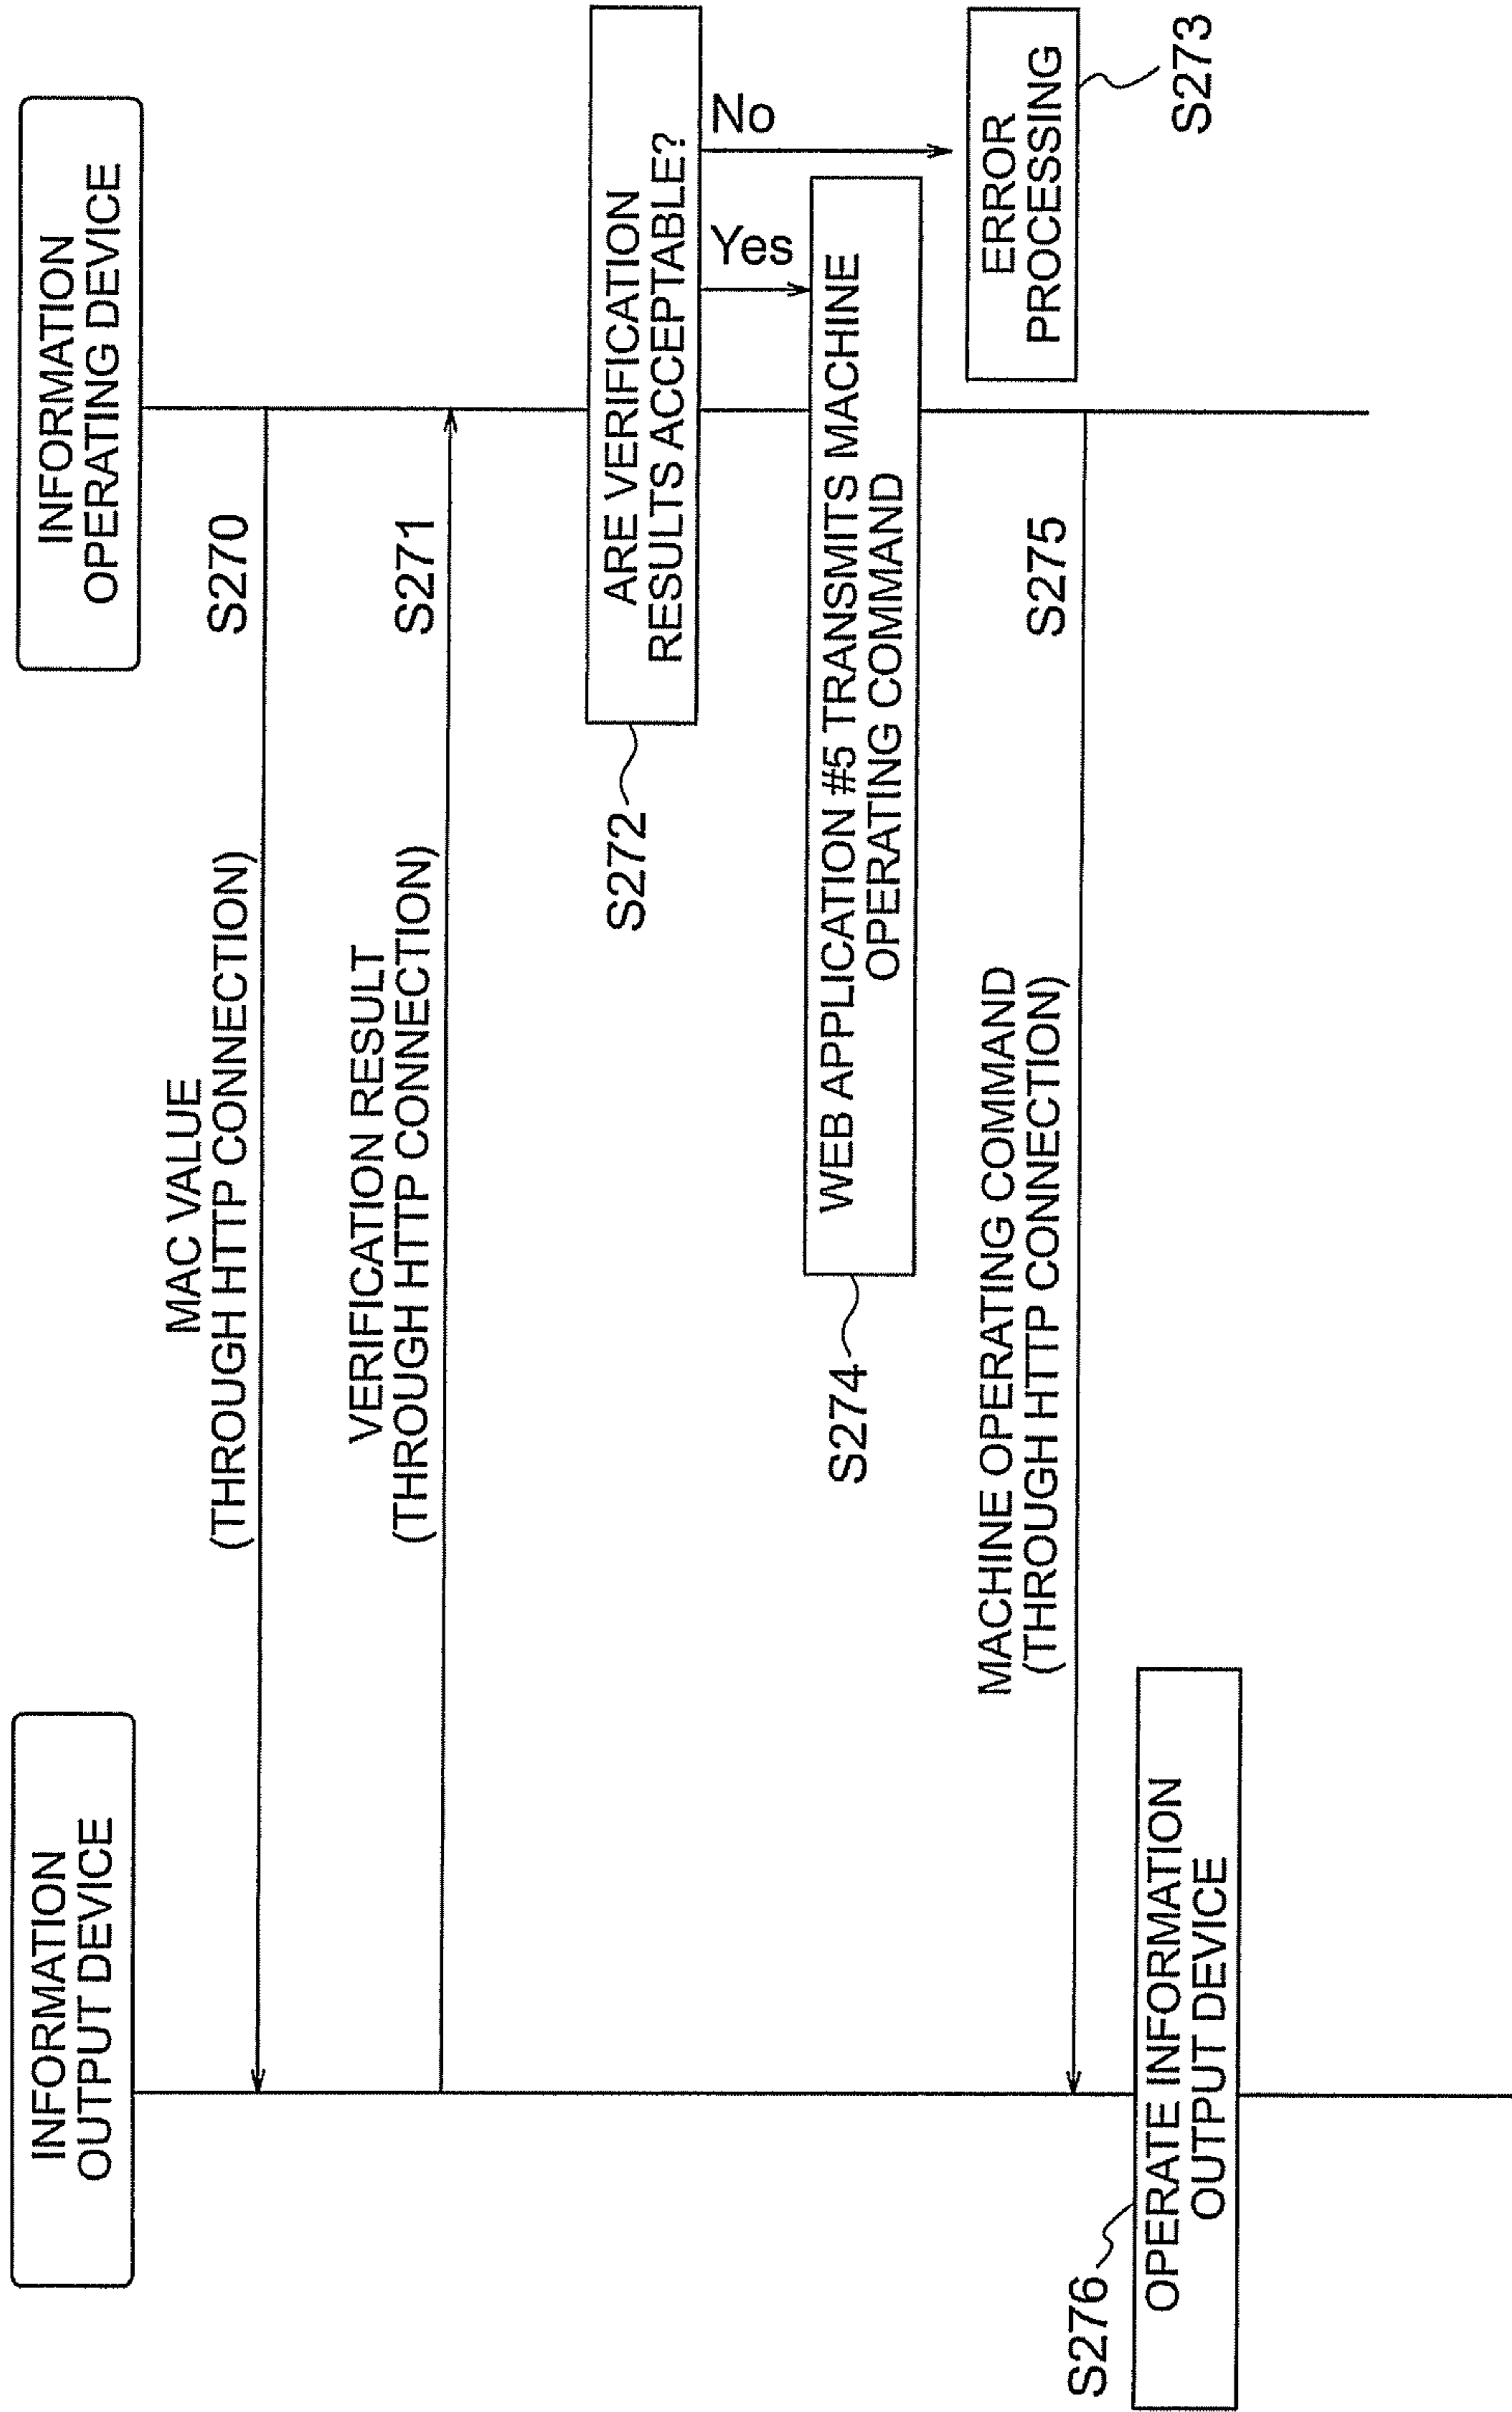 INFORMATION
OUTPUT DEVICE
INFORMATION
OPERATING DEVICE
MAC VALUE
(THROUGH HTTP CONNECTION)
S270
VERIFICATION RESULT
(THROUGH HTTP CONNECTION)
S271
S272
ARE VERIFICATION
RESULTS ACCEPTABLE?
Yes
No
S274
WEB APPLICATION #5 TRANSMITS MACHINE
OPERATING COMMAND
ERROR
PROCESSING
S273
MACHINE OPERATING COMMAND
(THROUGH HTTP CONNECTION)
S275
S276
OPERATE INFORMATION
OUTPUT DEVICE